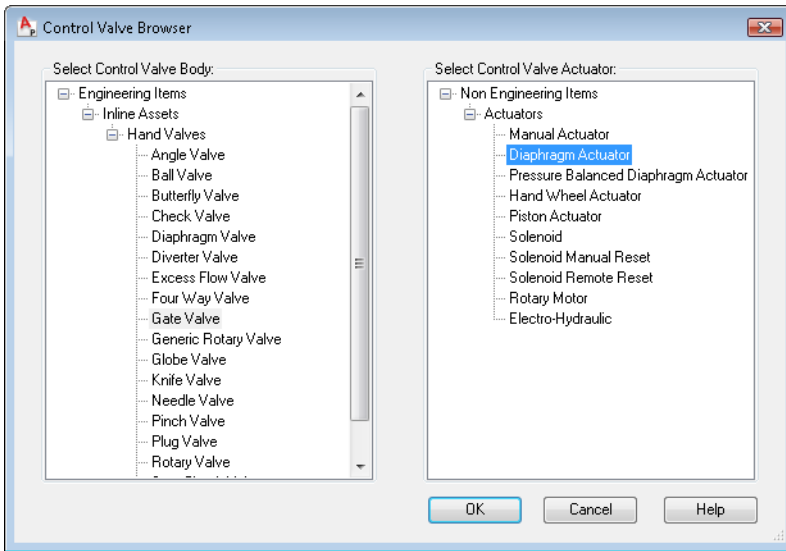 Control Valve Browser
Select Control Valve Body:
Engineering Items
Inline Assets
Hand Valves
Angle Valve
Ball Valve
Butterfly Valve
Check Valve
Diaphragm Valve
Diverter Valve
Excess Flow Valve
Four Way Valve
Gate Valve
Generic Rotary Valve
Globe Valve
Knife Valve
Needle Valve
Pinch Valve
Plug Valve
Rotary Valve
Select Control Valve Actuator:
Non Engineering Items
Actuators
Manual Actuator
Diaphragm Actuator
Pressure Balanced Diaphragm Actuator
Hand Wheel Actuator
Piston Actuator
Solenoid
Solenoid Manual Reset
Solenoid Remote Reset
Rotary Motor
Electro-Hydraulic
OK
Cancel
Help